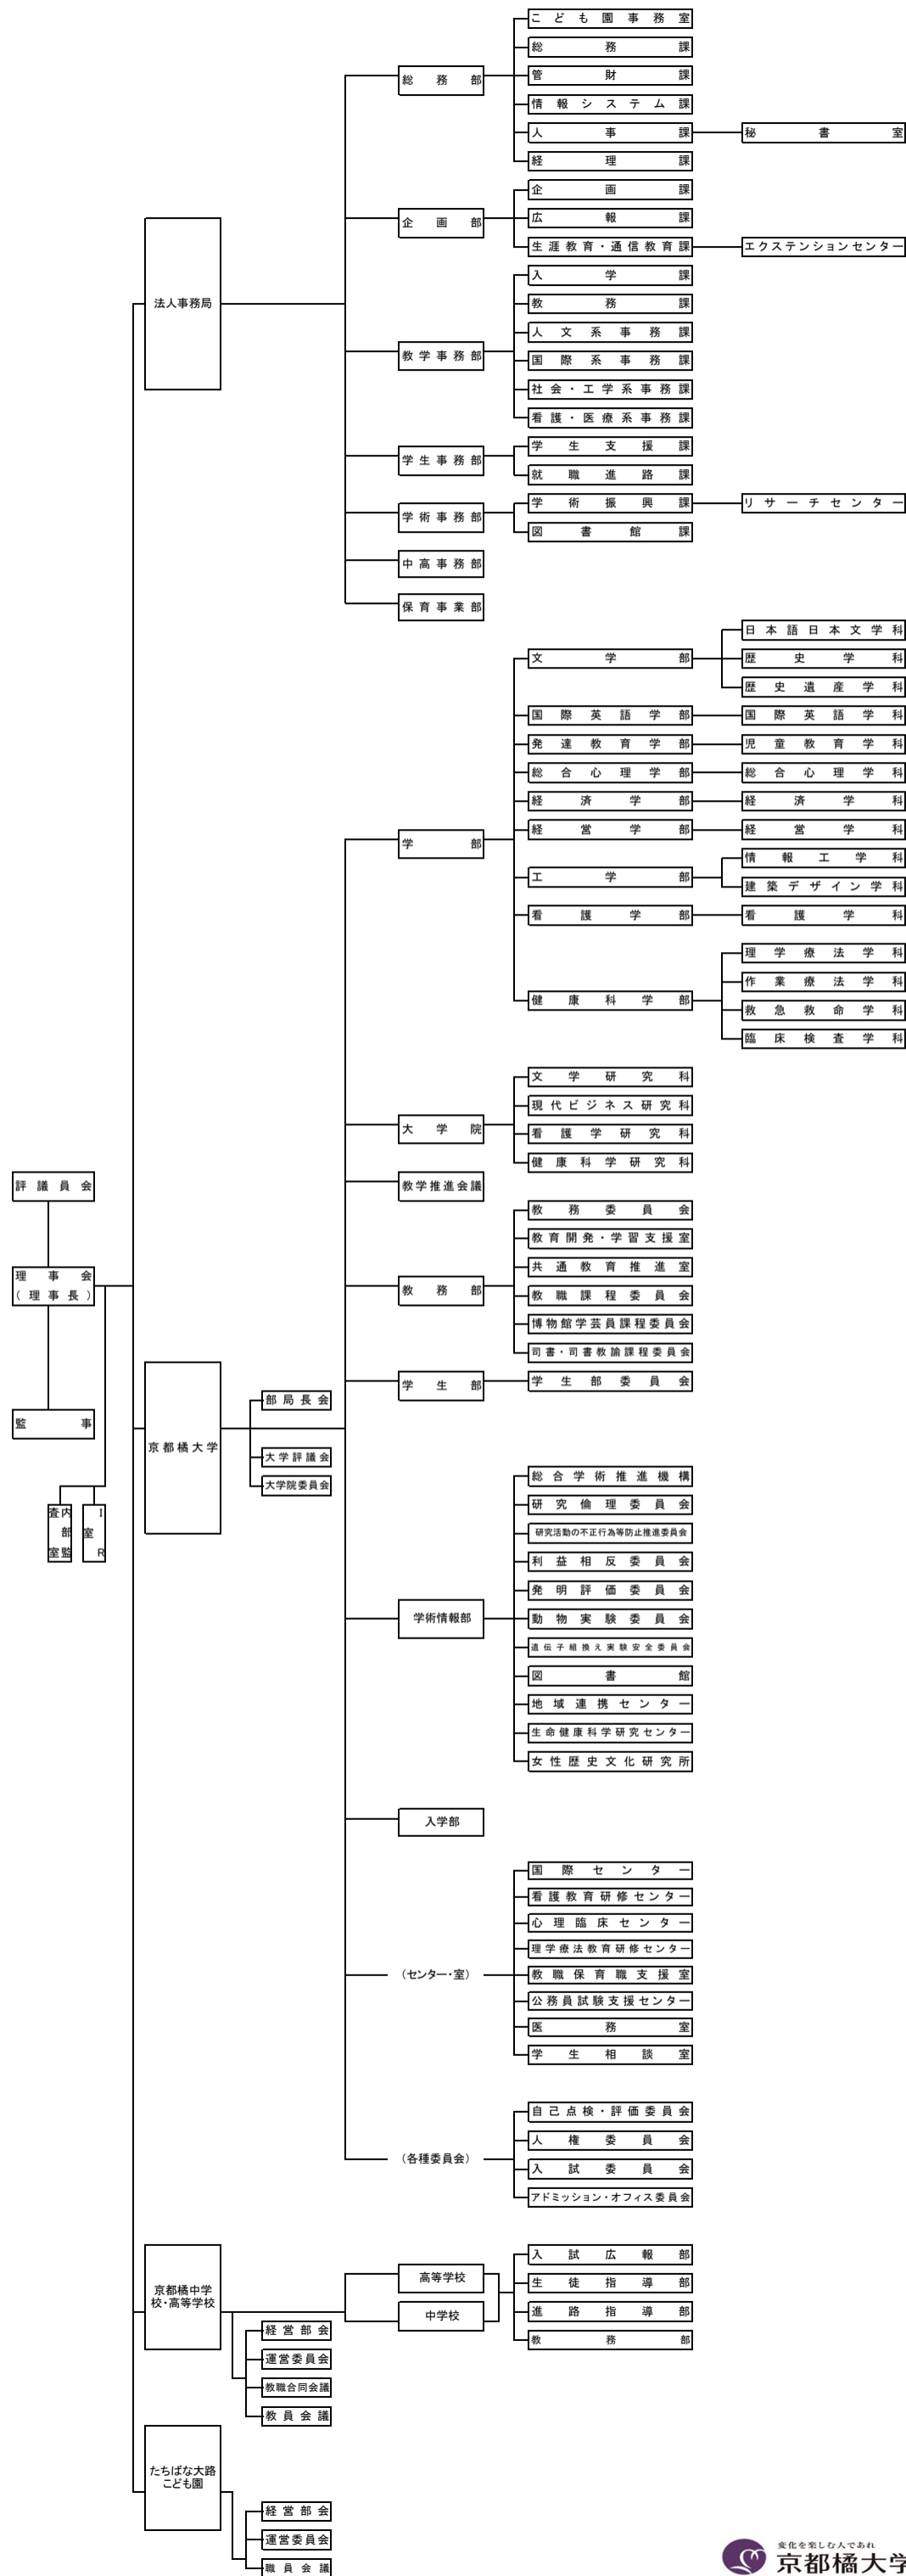 こども園事務室
総務課
総務部
管財課
情報システム課
人事課
秘書室
経理課
企画課
企画部
広報課
生涯教育・通信教育課
エクステンションセンター
法人事務局
入学課
教務課
人文系事務課
教学事務部
国際系事務課
社会・工学系事務課
看護・医療系事務課
学生支援課
学生事務部
就職進路課
学術振興課
リサーチセンター
学術事務部
図書館課
中高事務部
保育事業部
文学部
日本語日本文学科
歴史学科
歴史遺産学科
国際英語学部
国際英語学科
発達教育学部
児童教育学科
総合心理学部
総合心理学科
経済学部
経済学科
学部
経営学部
経営学科
工学部
情報工学科
建築デザイン学科
看護学部
看護学科
健康科学部
理学療法学科
作業療法学科
救急救命学科
臨床検査学科
大学院
文学研究科
現代ビジネス研究科
看護学研究科
健康科学研究科
教学推進会議
評議員会
理事会
(理事長)
監事
内部監査室
IR室
教務部
教務委員会
教育開発・学習支援室
共通教育推進室
教職課程委員会
博物館学芸員課程委員会
司書・司書教諭課程委員会
学生部
学生部委員会
京都橘大学
部局長会
大学評議会
大学院委員会
学術情報部
総合学術推進機構
研究倫理委員会
研究活動の不正行為等防止推進委員会
利益相反委員会
発明評価委員会
動物実験委員会
遺伝子組換え実験安全委員会
図書館
地域連携センター
生命健康科学研究センター
女性歴史文化研究所
入学部
(センター・室)
国際センター
看護教育研修センター
心理臨床センター
理学療法教育研修センター
教職保育職支援室
公務員試験支援センター
医務室
学生相談室
(各種委員会)
自己点検・評価委員会
人権委員会
入試委員会
アドミッション・オフィス委員会
京都橘中学
校・高等学校
高等学校
中学校
入試広報部
生徒指導部
進路指導部
教務部
経営部会
運営委員会
教職合同会議
教員会議
たちばな大路
こども園
経営部会
運営委員会
職員会議
変化を楽しむ人であれ
京都橘大学